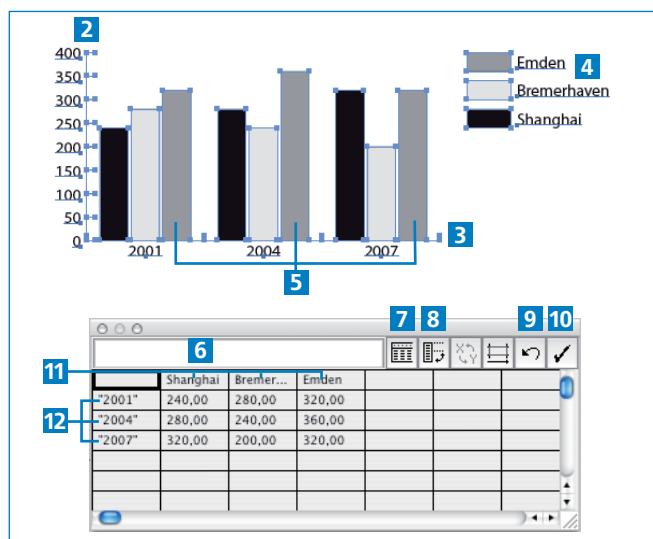 2
400
350
300
250
200
150
100
50
0
2001 2004 2007
Emden 4
Bremerhaven
Shanghai
3
5
7 8 9 10
6
X Y
11 Shanghai Bremer... Emden
"2001" 240,00 280,00 320,00
12 "2004" 280,00 240,00 360,00
"2007" 320,00 200,00 320,00